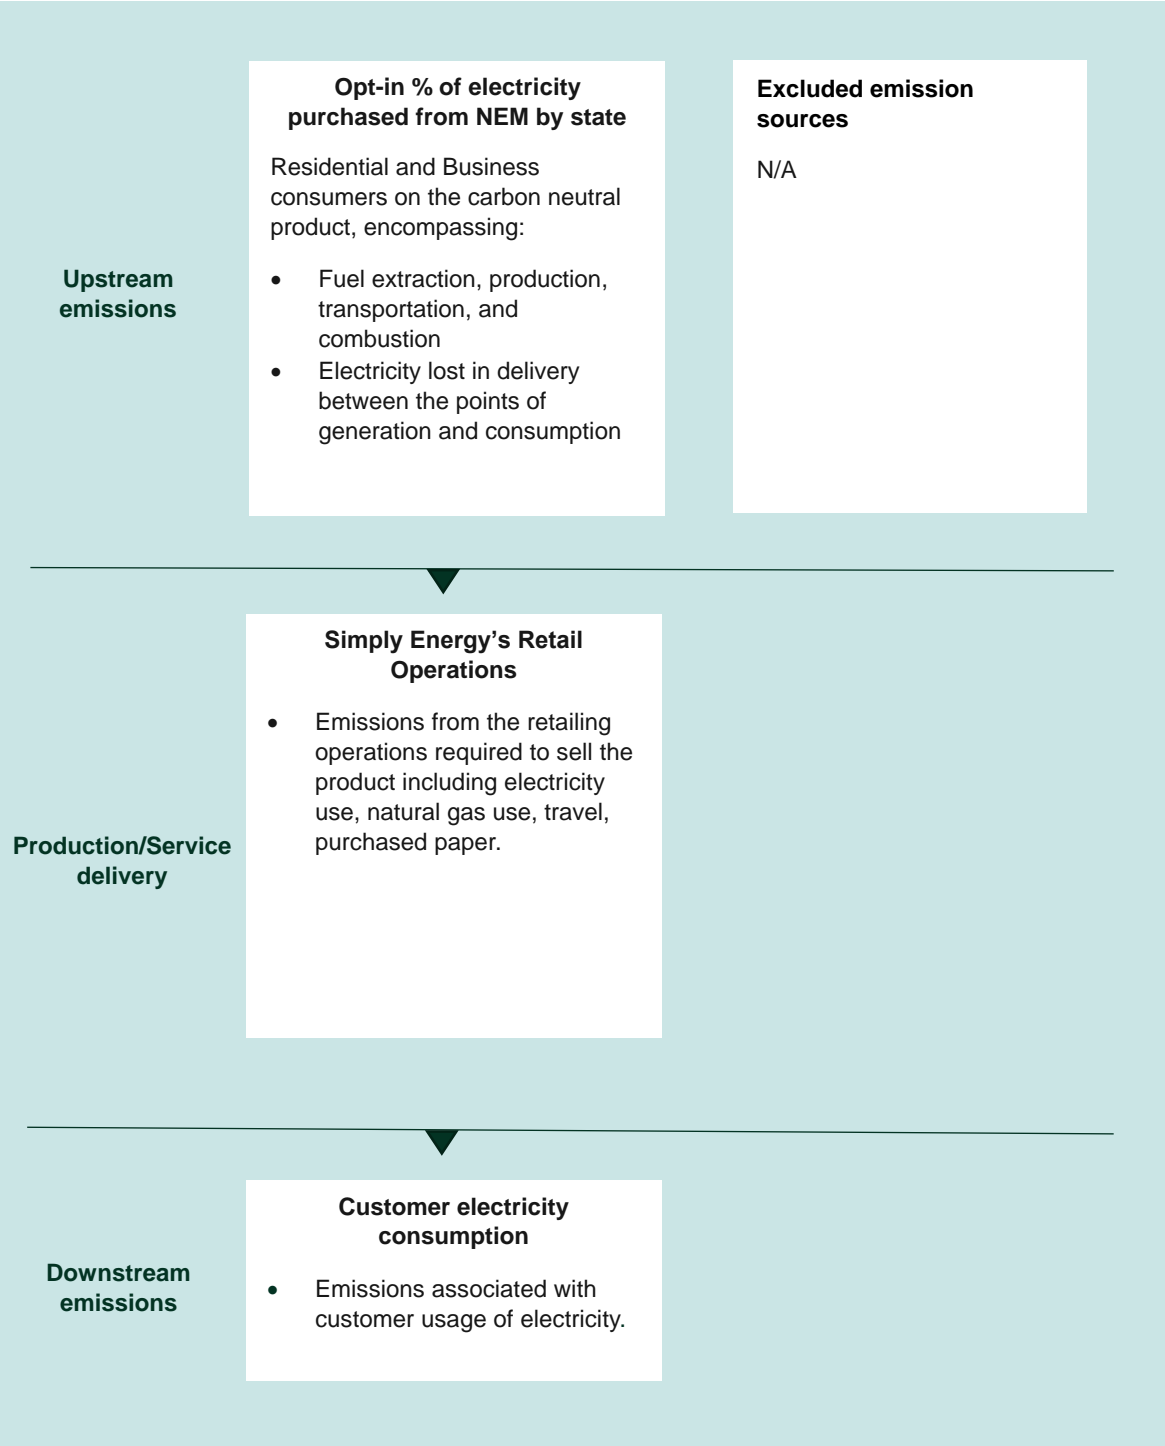 Upstream
emissions
Opt-in % of electricity
purchased from NEM by state
Residential and Business
consumers on the carbon neutral
product, encompassing:
• Fuel extraction, production,
transportation, and
combustion
• Electricity lost in delivery
between the points of
generation and consumption
Excluded emission
sources
N/A
Production/Service
delivery
Simply Energy’s Retail
Operations
• Emissions from the retailing
operations required to sell the
product including electricity
use, natural gas use, travel,
purchased paper.
Downstream
emissions
Customer electricity
consumption
• Emissions associated with
customer usage of electricity.